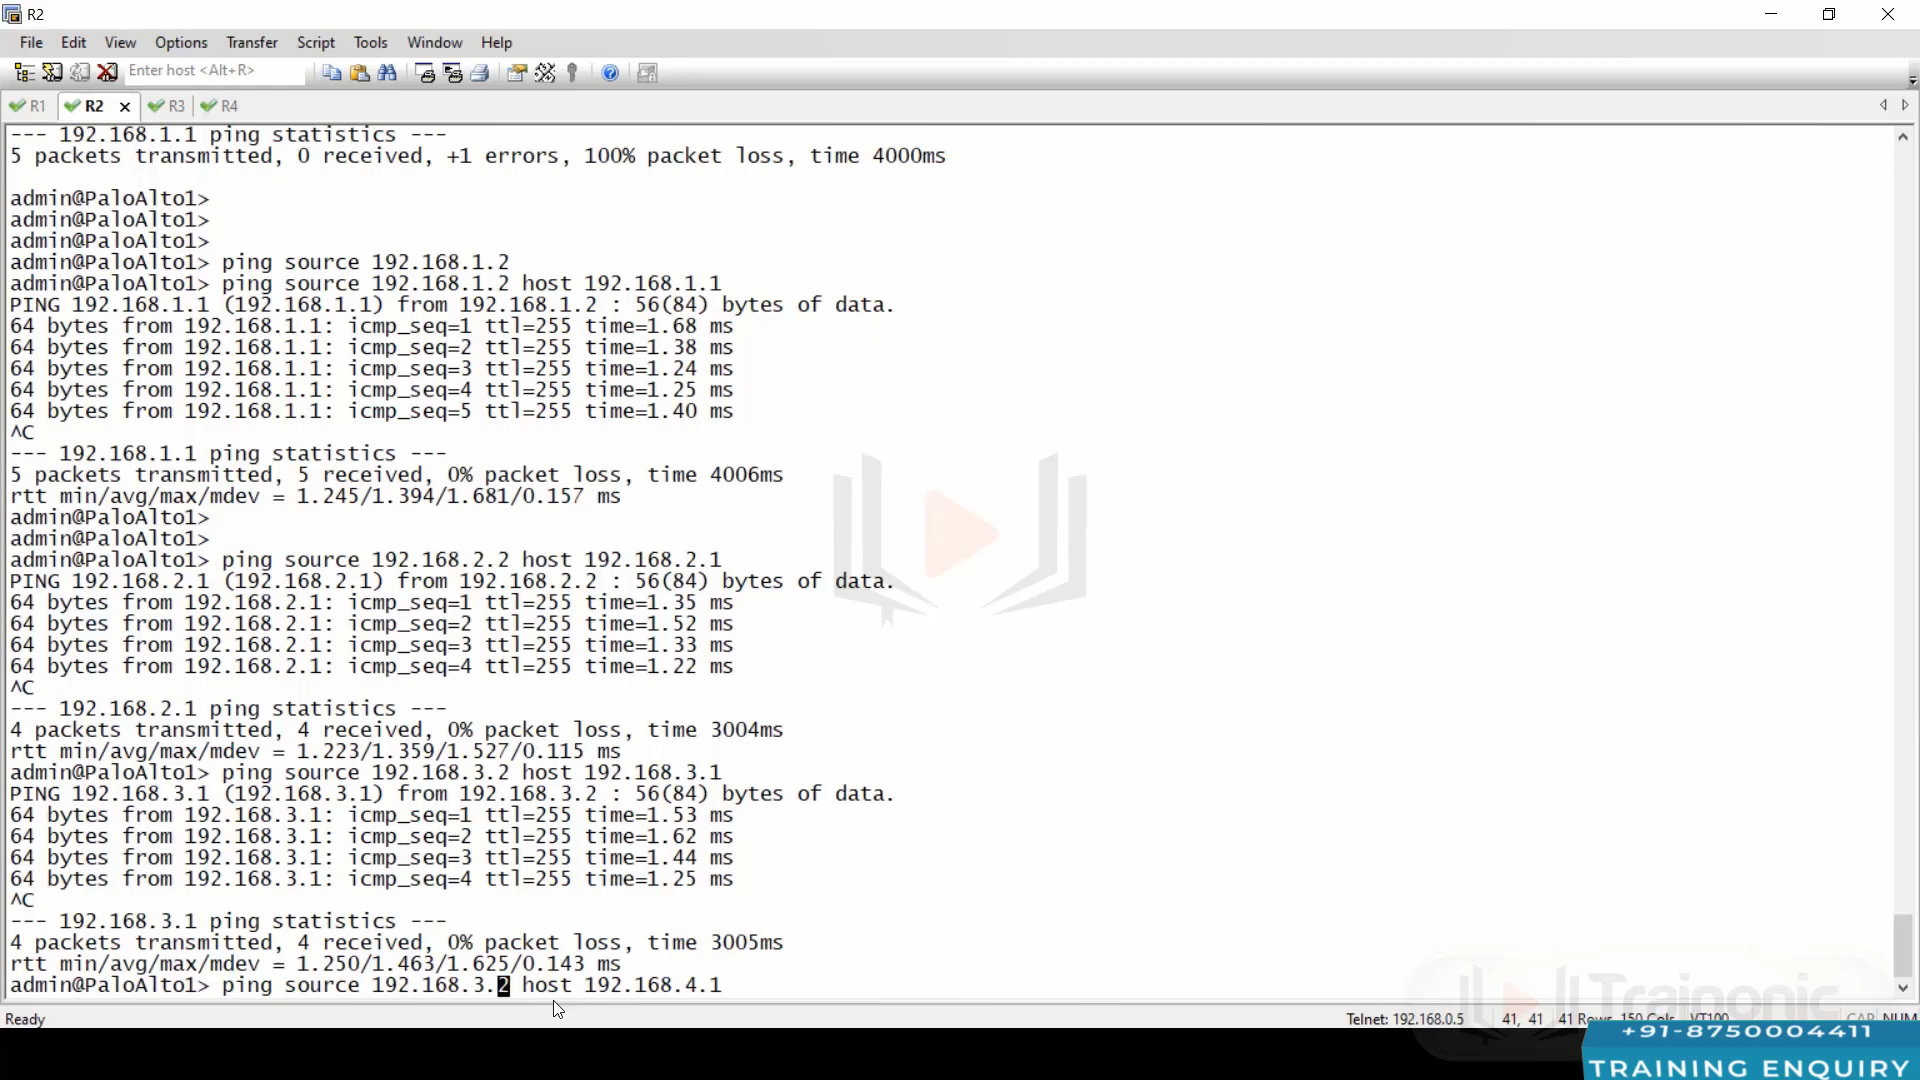 R2
File Edit View Options Transfer Script Tools Window Help
Enter host <Alt+R>
R1 R2 R3 R4
--- 192.168.1.1 ping statistics ---
5 packets transmitted, 0 received, +1 errors, 100% packet loss, time 4000ms
admin@PaloAlto1>
admin@PaloAlto1>
admin@PaloAlto1>
admin@PaloAlto1> ping source 192.168.1.2
admin@PaloAlto1> ping source 192.168.1.2 host 192.168.1.1
PING 192.168.1.1 (192.168.1.1) from 192.168.1.2 : 56(84) bytes of data.
64 bytes from 192.168.1.1: icmp_seq=1 ttl=255 time=1.68 ms
64 bytes from 192.168.1.1: icmp_seq=2 ttl=255 time=1.38 ms
64 bytes from 192.168.1.1: icmp_seq=3 ttl=255 time=1.24 ms
64 bytes from 192.168.1.1: icmp_seq=4 ttl=255 time=1.25 ms
64 bytes from 192.168.1.1: icmp_seq=5 ttl=255 time=1.40 ms
^C
--- 192.168.1.1 ping statistics ---
5 packets transmitted, 5 received, 0% packet loss, time 4006ms
rtt min/avg/max/mdev = 1.245/1.394/1.681/0.157 ms
admin@PaloAlto1>
admin@PaloAlto1>
admin@PaloAlto1> ping source 192.168.2.2 host 192.168.2.1
PING 192.168.2.1 (192.168.2.1) from 192.168.2.2 : 56(84) bytes of data.
64 bytes from 192.168.2.1: icmp_seq=1 ttl=255 time=1.35 ms
64 bytes from 192.168.2.1: icmp_seq=2 ttl=255 time=1.52 ms
64 bytes from 192.168.2.1: icmp_seq=3 ttl=255 time=1.33 ms
64 bytes from 192.168.2.1: icmp_seq=4 ttl=255 time=1.22 ms
^C
--- 192.168.2.1 ping statistics ---
4 packets transmitted, 4 received, 0% packet loss, time 3004ms
rtt min/avg/max/mdev = 1.223/1.359/1.527/0.115 ms
admin@PaloAlto1> ping source 192.168.3.2 host 192.168.3.1
PING 192.168.3.1 (192.168.3.1) from 192.168.3.2 : 56(84) bytes of data.
64 bytes from 192.168.3.1: icmp_seq=1 ttl=255 time=1.53 ms
64 bytes from 192.168.3.1: icmp_seq=2 ttl=255 time=1.62 ms
64 bytes from 192.168.3.1: icmp_seq=3 ttl=255 time=1.44 ms
64 bytes from 192.168.3.1: icmp_seq=4 ttl=255 time=1.25 ms
^C
--- 192.168.3.1 ping statistics ---
4 packets transmitted, 4 received, 0% packet loss, time 3005ms
rtt min/avg/max/mdev = 1.250/1.463/1.625/0.143 ms
admin@PaloAlto1> ping source 192.168.3.2 host 192.168.4.1
Trainonic
Ready Telnet: 192.168.0.5 41, 41 41 Rows, 150 Cols VT100 CAP NUM
+91-8750004411
TRAINING ENQUIRY